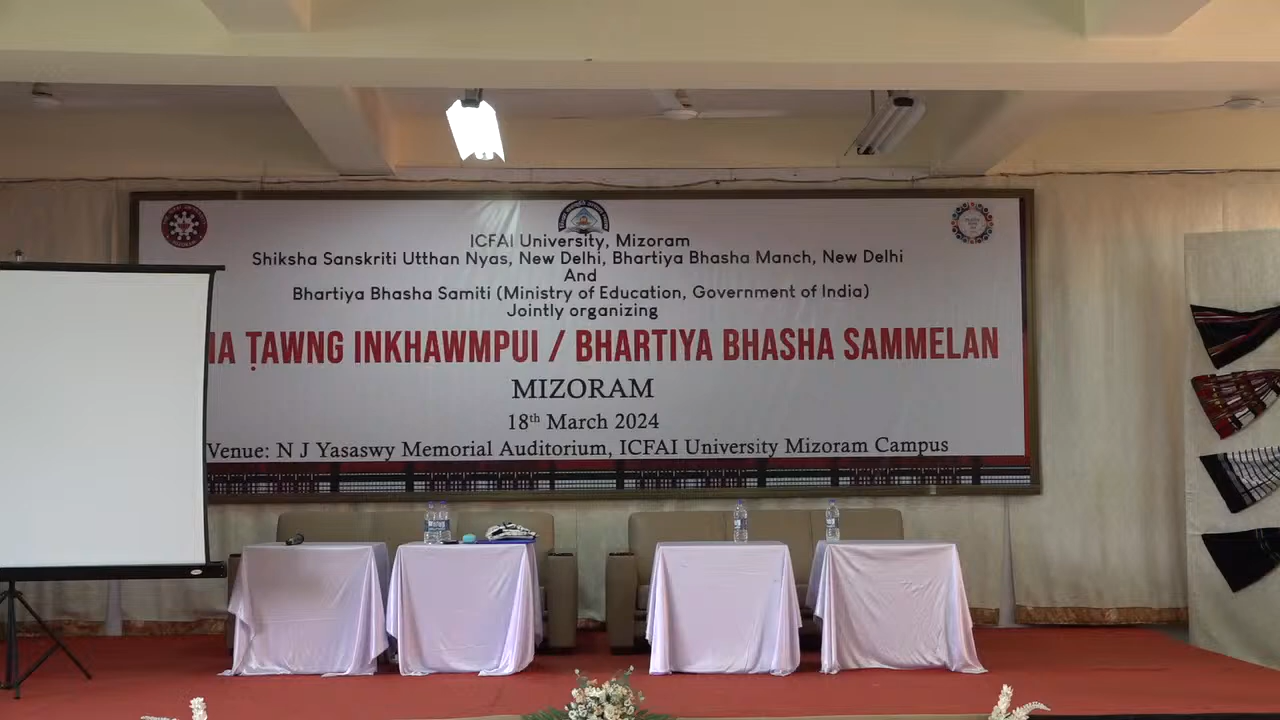 ICFAI University, Mizoram
Shiksha Sanskriti Utthan Nyas, New Delhi, Bhartiya Bhasha Manch, New Delhi
And
Bhartiya Bhasha Samiti (Ministry of Education, Government of India)
Jointly organizing
IA ṬAWNG INKHAWMPUI / BHARTIYA BHASHA SAMMELAN
MIZORAM
18th March 2024
Venue: N J Yasaswy Memorial Auditorium, ICFAI University Mizoram Campus